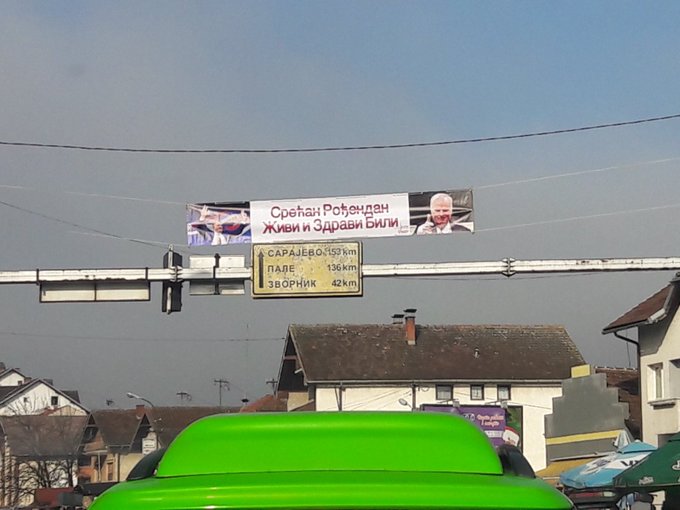 Срећан Рођендан
Живи и Здрави Били
САРАЈЕВО 153 km
ПАЛЕ 136 km
ЗВОРНИК 42 km